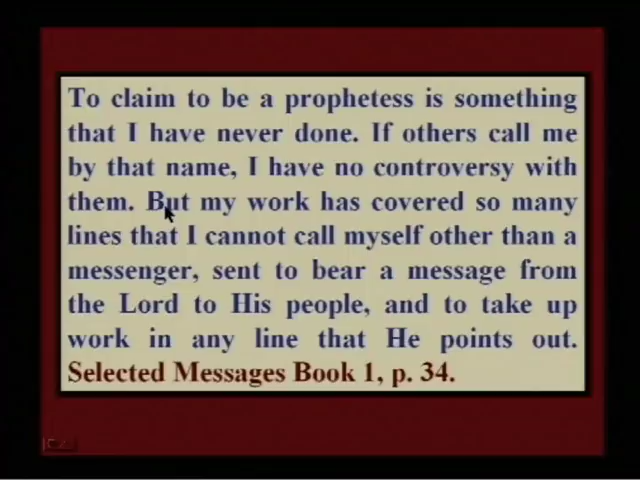 To claim to be a prophetess is something
that I have never done. If others call me
by that name, I have no controversy with
them. But my work has covered so many
lines that I cannot call myself other than a
messenger, sent to bear a message from
the Lord to His people, and to take up
work in any line that He points out.
Selected Messages Book 1, p. 34.